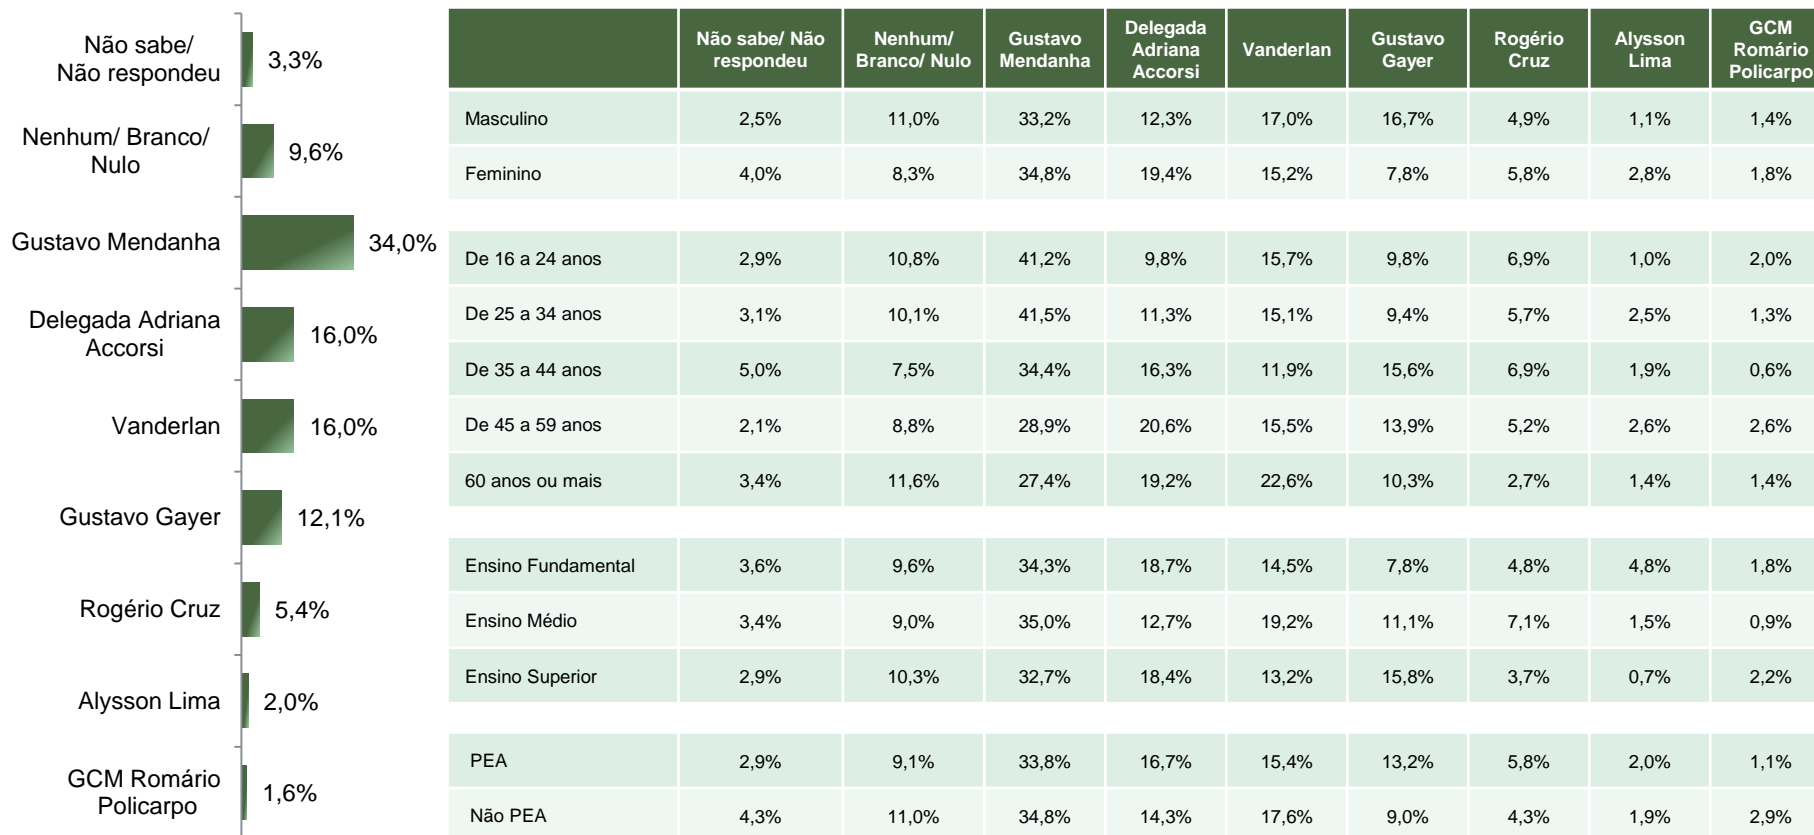 Não sabe/
Não respondeu
3,3%
Nenhum/ Branco/
Nulo
9,6%
Gustavo Mendanha
34,0%
Delegada Adriana
Accorsi
16,0%
Vanderlan
16,0%
Gustavo Gayer
12,1%
Rogério Cruz
5,4%
Alysson Lima
2,0%
GCM Romário
Policarpo
1,6%
Não sabe/ Não respondeu Nenhum/ Branco/ Nulo Gustavo Mendanha Delegada Adriana Accorsi Vanderlan Gustavo Gayer Rogério Cruz Alysson Lima GCM Romário Policarpo
Masculino 2,5% 11,0% 33,2% 12,3% 17,0% 16,7% 4,9% 1,1% 1,4%
Feminino 4,0% 8,3% 34,8% 19,4% 15,2% 7,8% 5,8% 2,8% 1,8%
De 16 a 24 anos 2,9% 10,8% 41,2% 9,8% 15,7% 9,8% 6,9% 1,0% 2,0%
De 25 a 34 anos 3,1% 10,1% 41,5% 11,3% 15,1% 9,4% 5,7% 2,5% 1,3%
De 35 a 44 anos 5,0% 7,5% 34,4% 16,3% 11,9% 15,6% 6,9% 1,9% 0,6%
De 45 a 59 anos 2,1% 8,8% 28,9% 20,6% 15,5% 13,9% 5,2% 2,6% 2,6%
60 anos ou mais 3,4% 11,6% 27,4% 19,2% 22,6% 10,3% 2,7% 1,4% 1,4%
Ensino Fundamental 3,6% 9,6% 34,3% 18,7% 14,5% 7,8% 4,8% 4,8% 1,8%
Ensino Médio 3,4% 9,0% 35,0% 12,7% 19,2% 11,1% 7,1% 1,5% 0,9%
Ensino Superior 2,9% 10,3% 32,7% 18,4% 13,2% 15,8% 3,7% 0,7% 2,2%
PEA 2,9% 9,1% 33,8% 16,7% 15,4% 13,2% 5,8% 2,0% 1,1%
Não PEA 4,3% 11,0% 34,8% 14,3% 17,6% 9,0% 4,3% 1,9% 2,9%